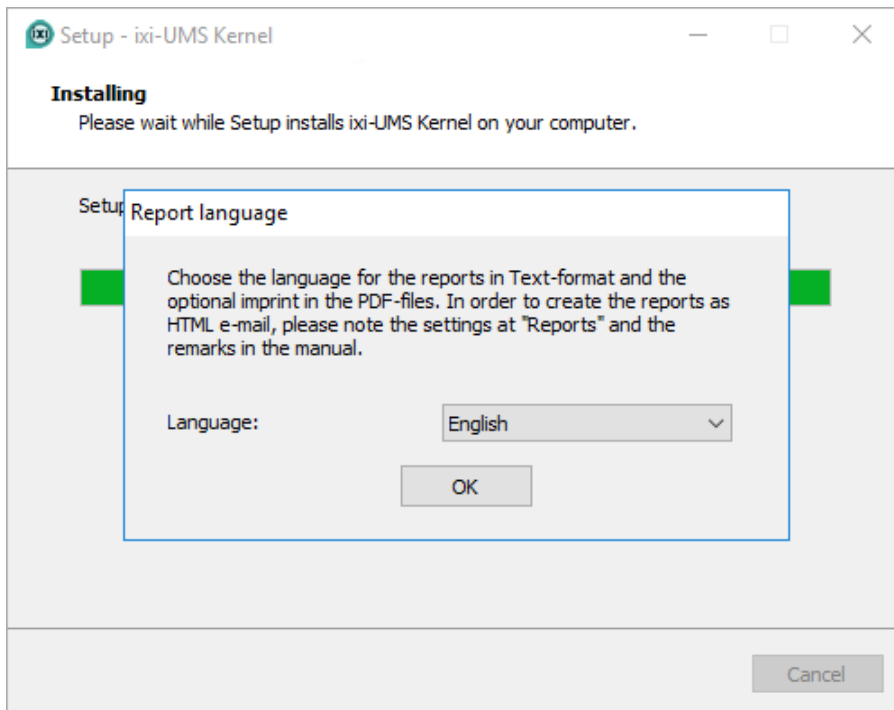 Setup - ixi-UMS Kernel
Installing
Please wait while Setup installs ixi-UMS Kernel on your computer.
Setup
Report language
Choose the language for the reports in Text-format and the
optional imprint in the PDF-files. In order to create the reports as
HTML e-mail, please note the settings at "Reports" and the
remarks in the manual.
Language: English
OK
Cancel